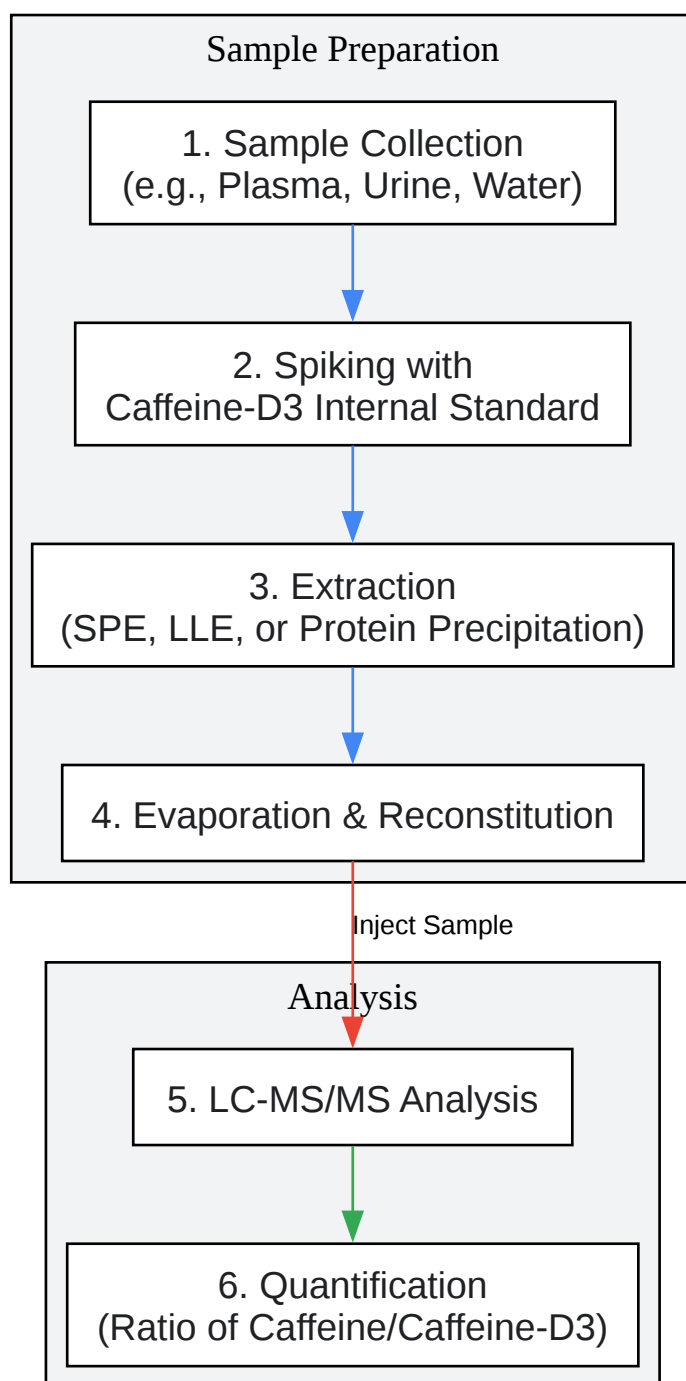 Sample Preparation
1. Sample Collection
(e.g., Plasma, Urine, Water)
2. Spiking with
Caffeine-D3 Internal Standard
3. Extraction
(SPE, LLE, or Protein Precipitation)
4. Evaporation & Reconstitution
Inject Sample
Analysis
5. LC-MS/MS Analysis
6. Quantification
(Ratio of Caffeine/Caffeine-D3)